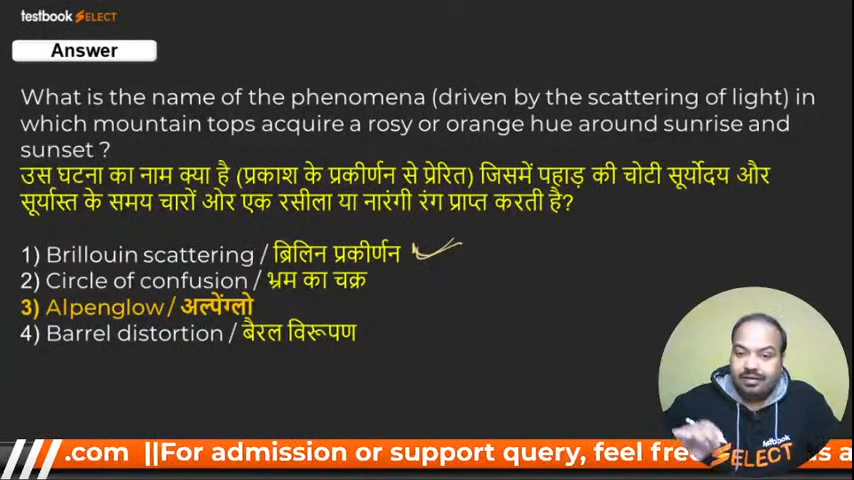 testbook SELECT
Answer
What is the name of the phenomena (driven by the scattering of light) in
which mountain tops acquire a rosy or orange hue around sunrise and
sunset ?
उस घटना का नाम क्या है (प्रकाश के प्रकीर्णन से प्रेरित) जिसमें पहाड़ की चोटी सूर्योदय और
सूर्यास्त के समय चारों ओर एक रसीला या नारंगी रंग प्राप्त करती है?
1) Brillouin scattering / ब्रिलिन प्रकीर्णन
2) Circle of confusion / भ्रम का चक्र
3) Alpenglow / अल्पेंग्लो
4) Barrel distortion / बैरल विरूपण
testbook
SELECT
.com ||For admission or support query, feel